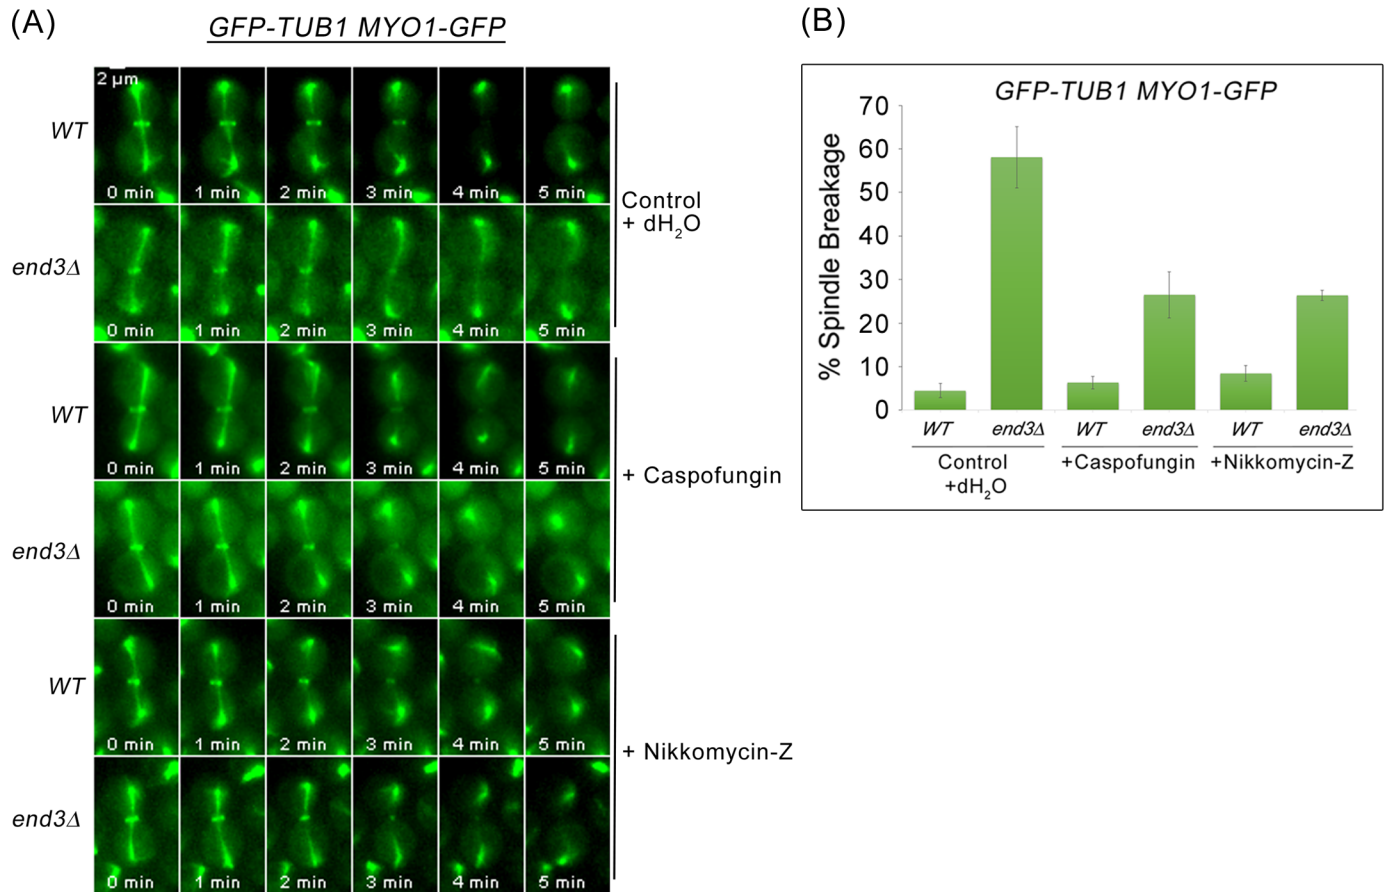 (A)
GFP-TUB1 MYO1-GFP
2 µm
WT
0 min 1 min 2 min 3 min 4 min 5 min
end3Δ
0 min 1 min 2 min 3 min 4 min 5 min
Control
+ dH₂O
WT
0 min 1 min 2 min 3 min 4 min 5 min
end3Δ
0 min 1 min 2 min 3 min 4 min 5 min
+ Caspofungin
WT
0 min 1 min 2 min 3 min 4 min 5 min
end3Δ
0 min 1 min 2 min 3 min 4 min 5 min
+ Nikkomycin-Z
(B)
GFP-TUB1 MYO1-GFP
% Spindle Breakage
70
60
50
40
30
20
10
0
WT end3Δ WT end3Δ WT end3Δ
Control +Caspofungin +Nikkomycin-Z
+dH₂O